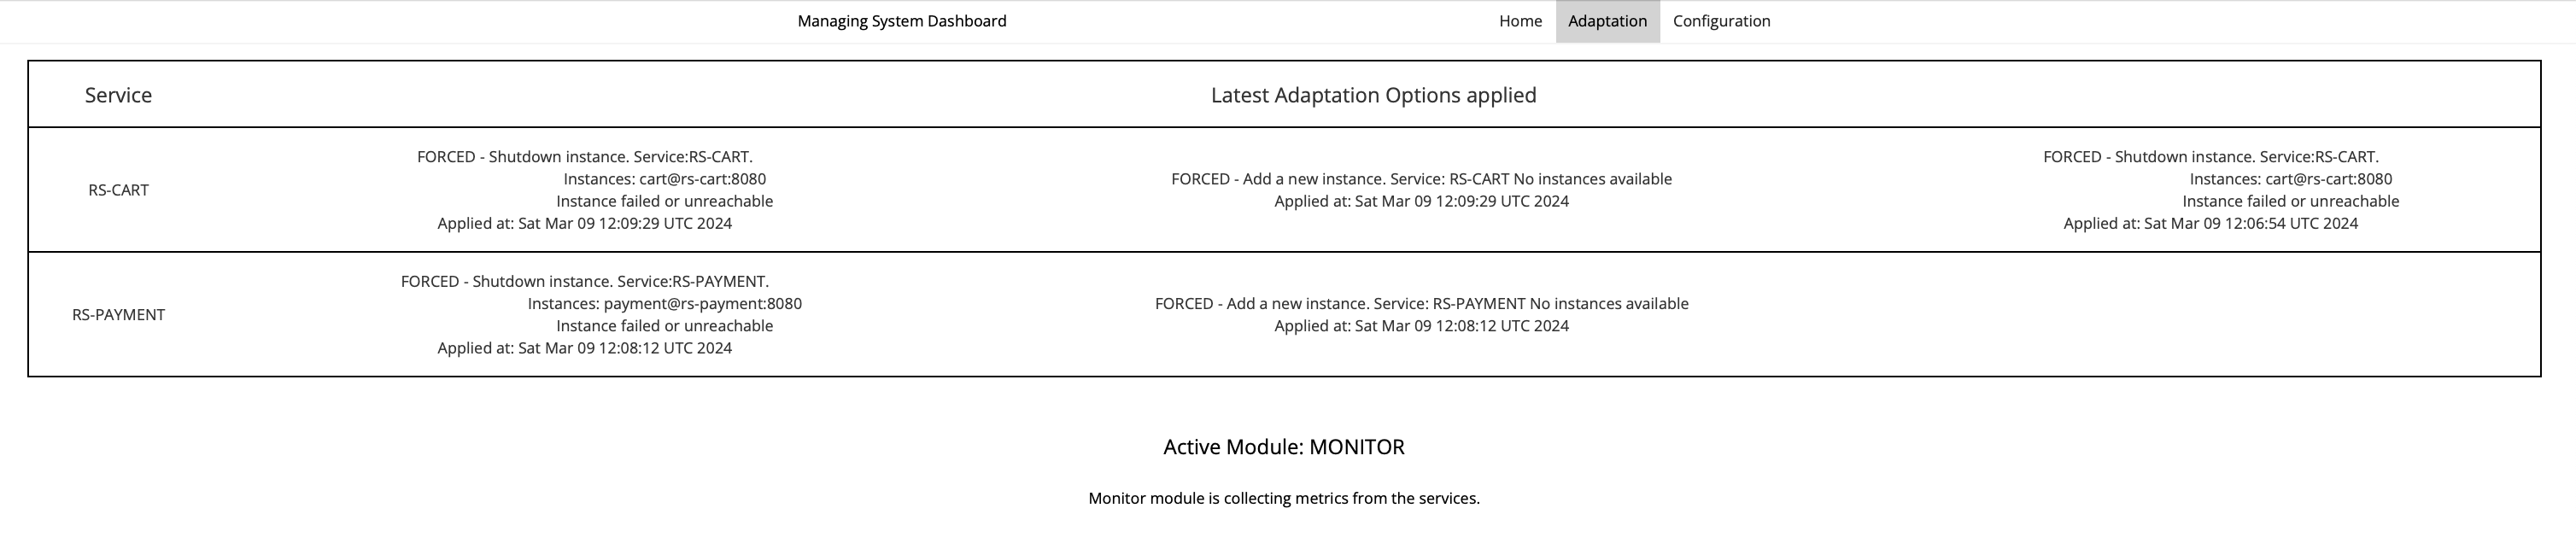 Managing System Dashboard
Home
Adaptation
Configuration
Service
Latest Adaptation Options applied
RS-CART
FORCED - Shutdown instance. Service:RS-CART.
Instances: cart@rs-cart:8080
Instance failed or unreachable
Applied at: Sat Mar 09 12:09:29 UTC 2024
FORCED - Add a new instance. Service: RS-CART No instances available
Applied at: Sat Mar 09 12:09:29 UTC 2024
FORCED - Shutdown instance. Service:RS-CART.
Instances: cart@rs-cart:8080
Instance failed or unreachable
Applied at: Sat Mar 09 12:06:54 UTC 2024
RS-PAYMENT
FORCED - Shutdown instance. Service:RS-PAYMENT.
Instances: payment@rs-payment:8080
Instance failed or unreachable
Applied at: Sat Mar 09 12:08:12 UTC 2024
FORCED - Add a new instance. Service: RS-PAYMENT No instances available
Applied at: Sat Mar 09 12:08:12 UTC 2024
Active Module: MONITOR
Monitor module is collecting metrics from the services.